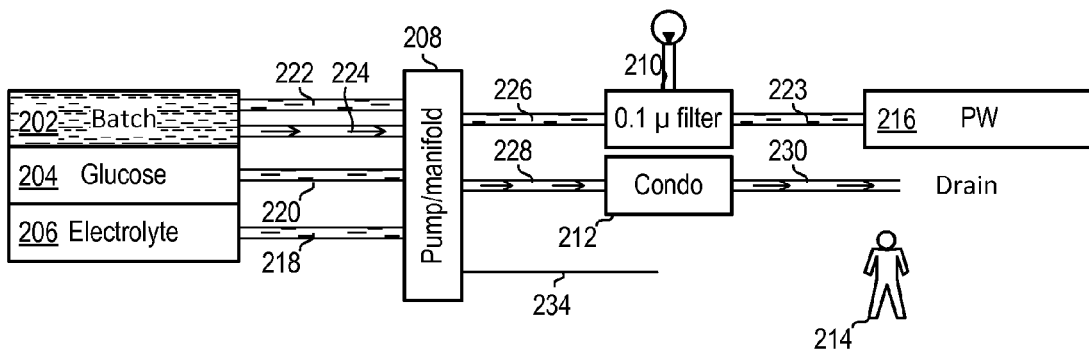 208
222
224
210
226
223
202 Batch
0.1 µ filter
216 PW
204 Glucose
Pump/manifold
228
230
Condo
Drain
220
206 Electrolyte
212
218
234
214